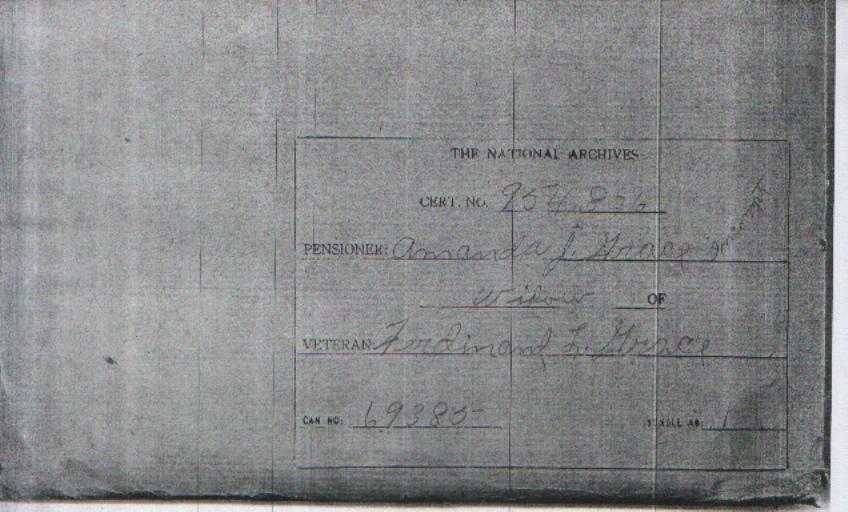 THE NATIONAL ARCHIVES
CERT. NO. 954,836
PENSIONER: Amanda J. Grace
Widow OF
VETERAN: Ferdinand L. Grace
CAN NO: 69385 BUNDLE NO: 1